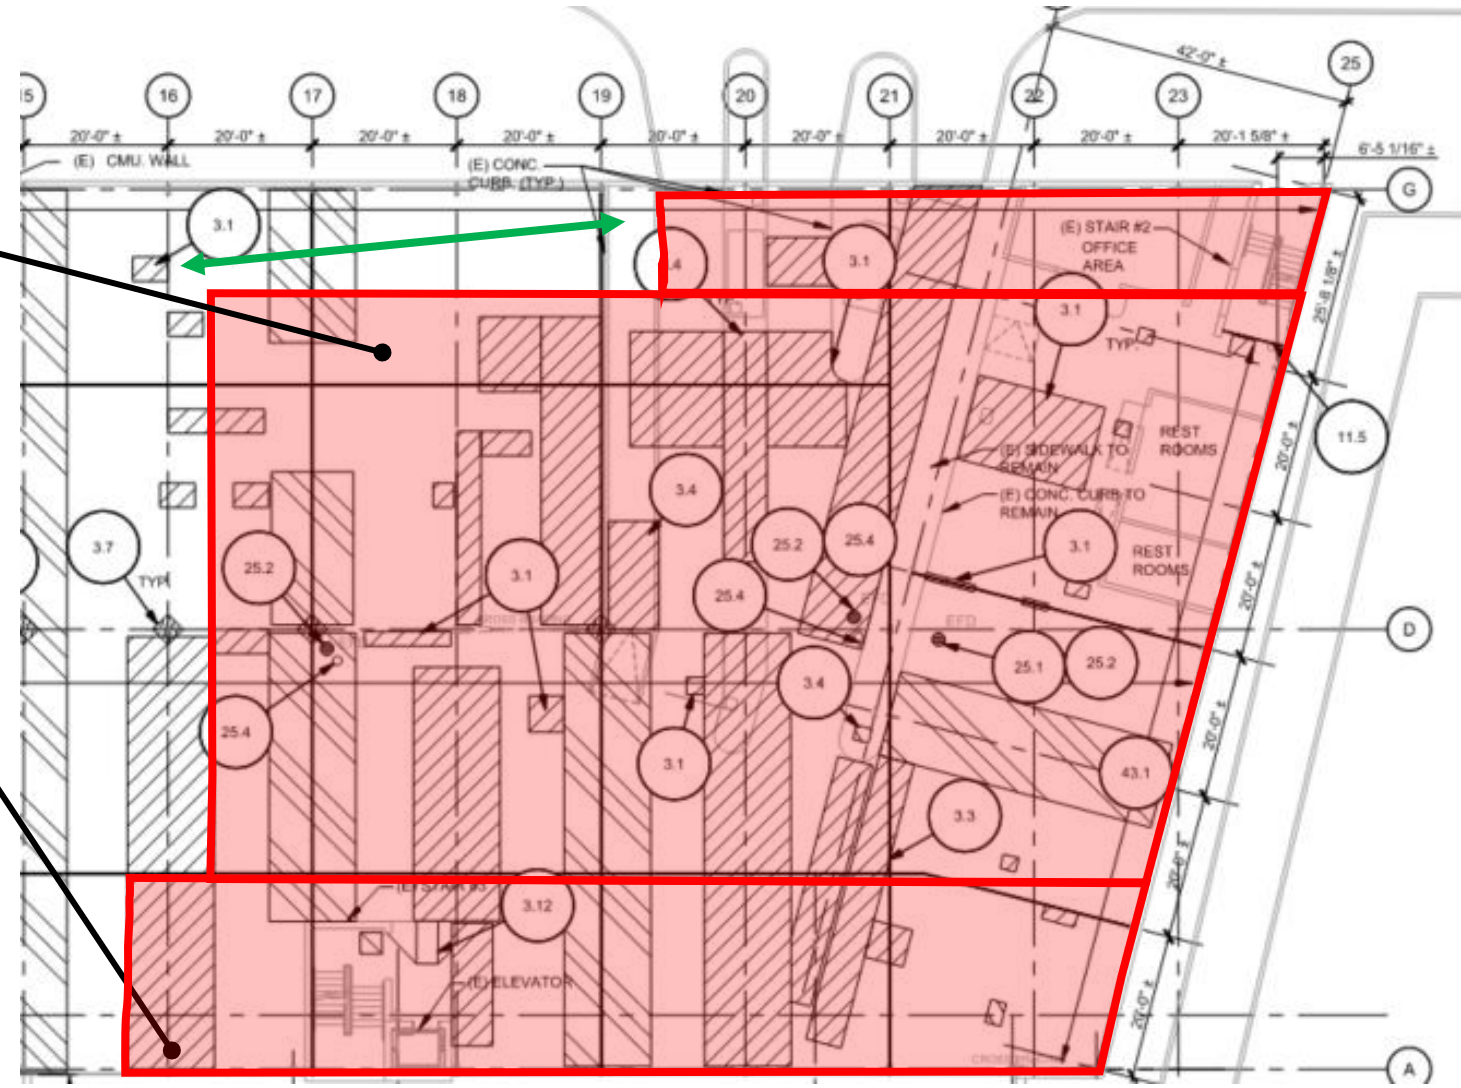 42'-0" ±
25
15
16
17
18
19
20
21
22
23
20'-0" ±
20'-0" ±
20'-0" ±
20'-0" ±
20'-0" ±
20'-0" ±
20'-0" ±
20'-0" ±
20'-1 5/8" ±
6'-5 1/16" ±
(E) CMU. WALL
(E) CONC.
CURB. (TYP.)
G
3.1
(E) STAIR #2
OFFICE
AREA
3.1
25'-8 1/8" ±
3.1
TYP.
11.5
REST
ROOMS
20'-0" ±
(E) SIDEWALK TO
REMAIN
3.4
(E) CONC. CURB TO
REMAIN
3.7
25.2
25.4
3.1
REST
ROOMS
TYP.
25.2
3.1
25.4
20'-0" ±
EFD
D
25.1
25.2
3.4
25.4
20'-0" ±
3.1
43.1
3.3
20'-0" ±
(E) STAIR #3
3.12
(E) ELEVATOR
20'-0" ±
A